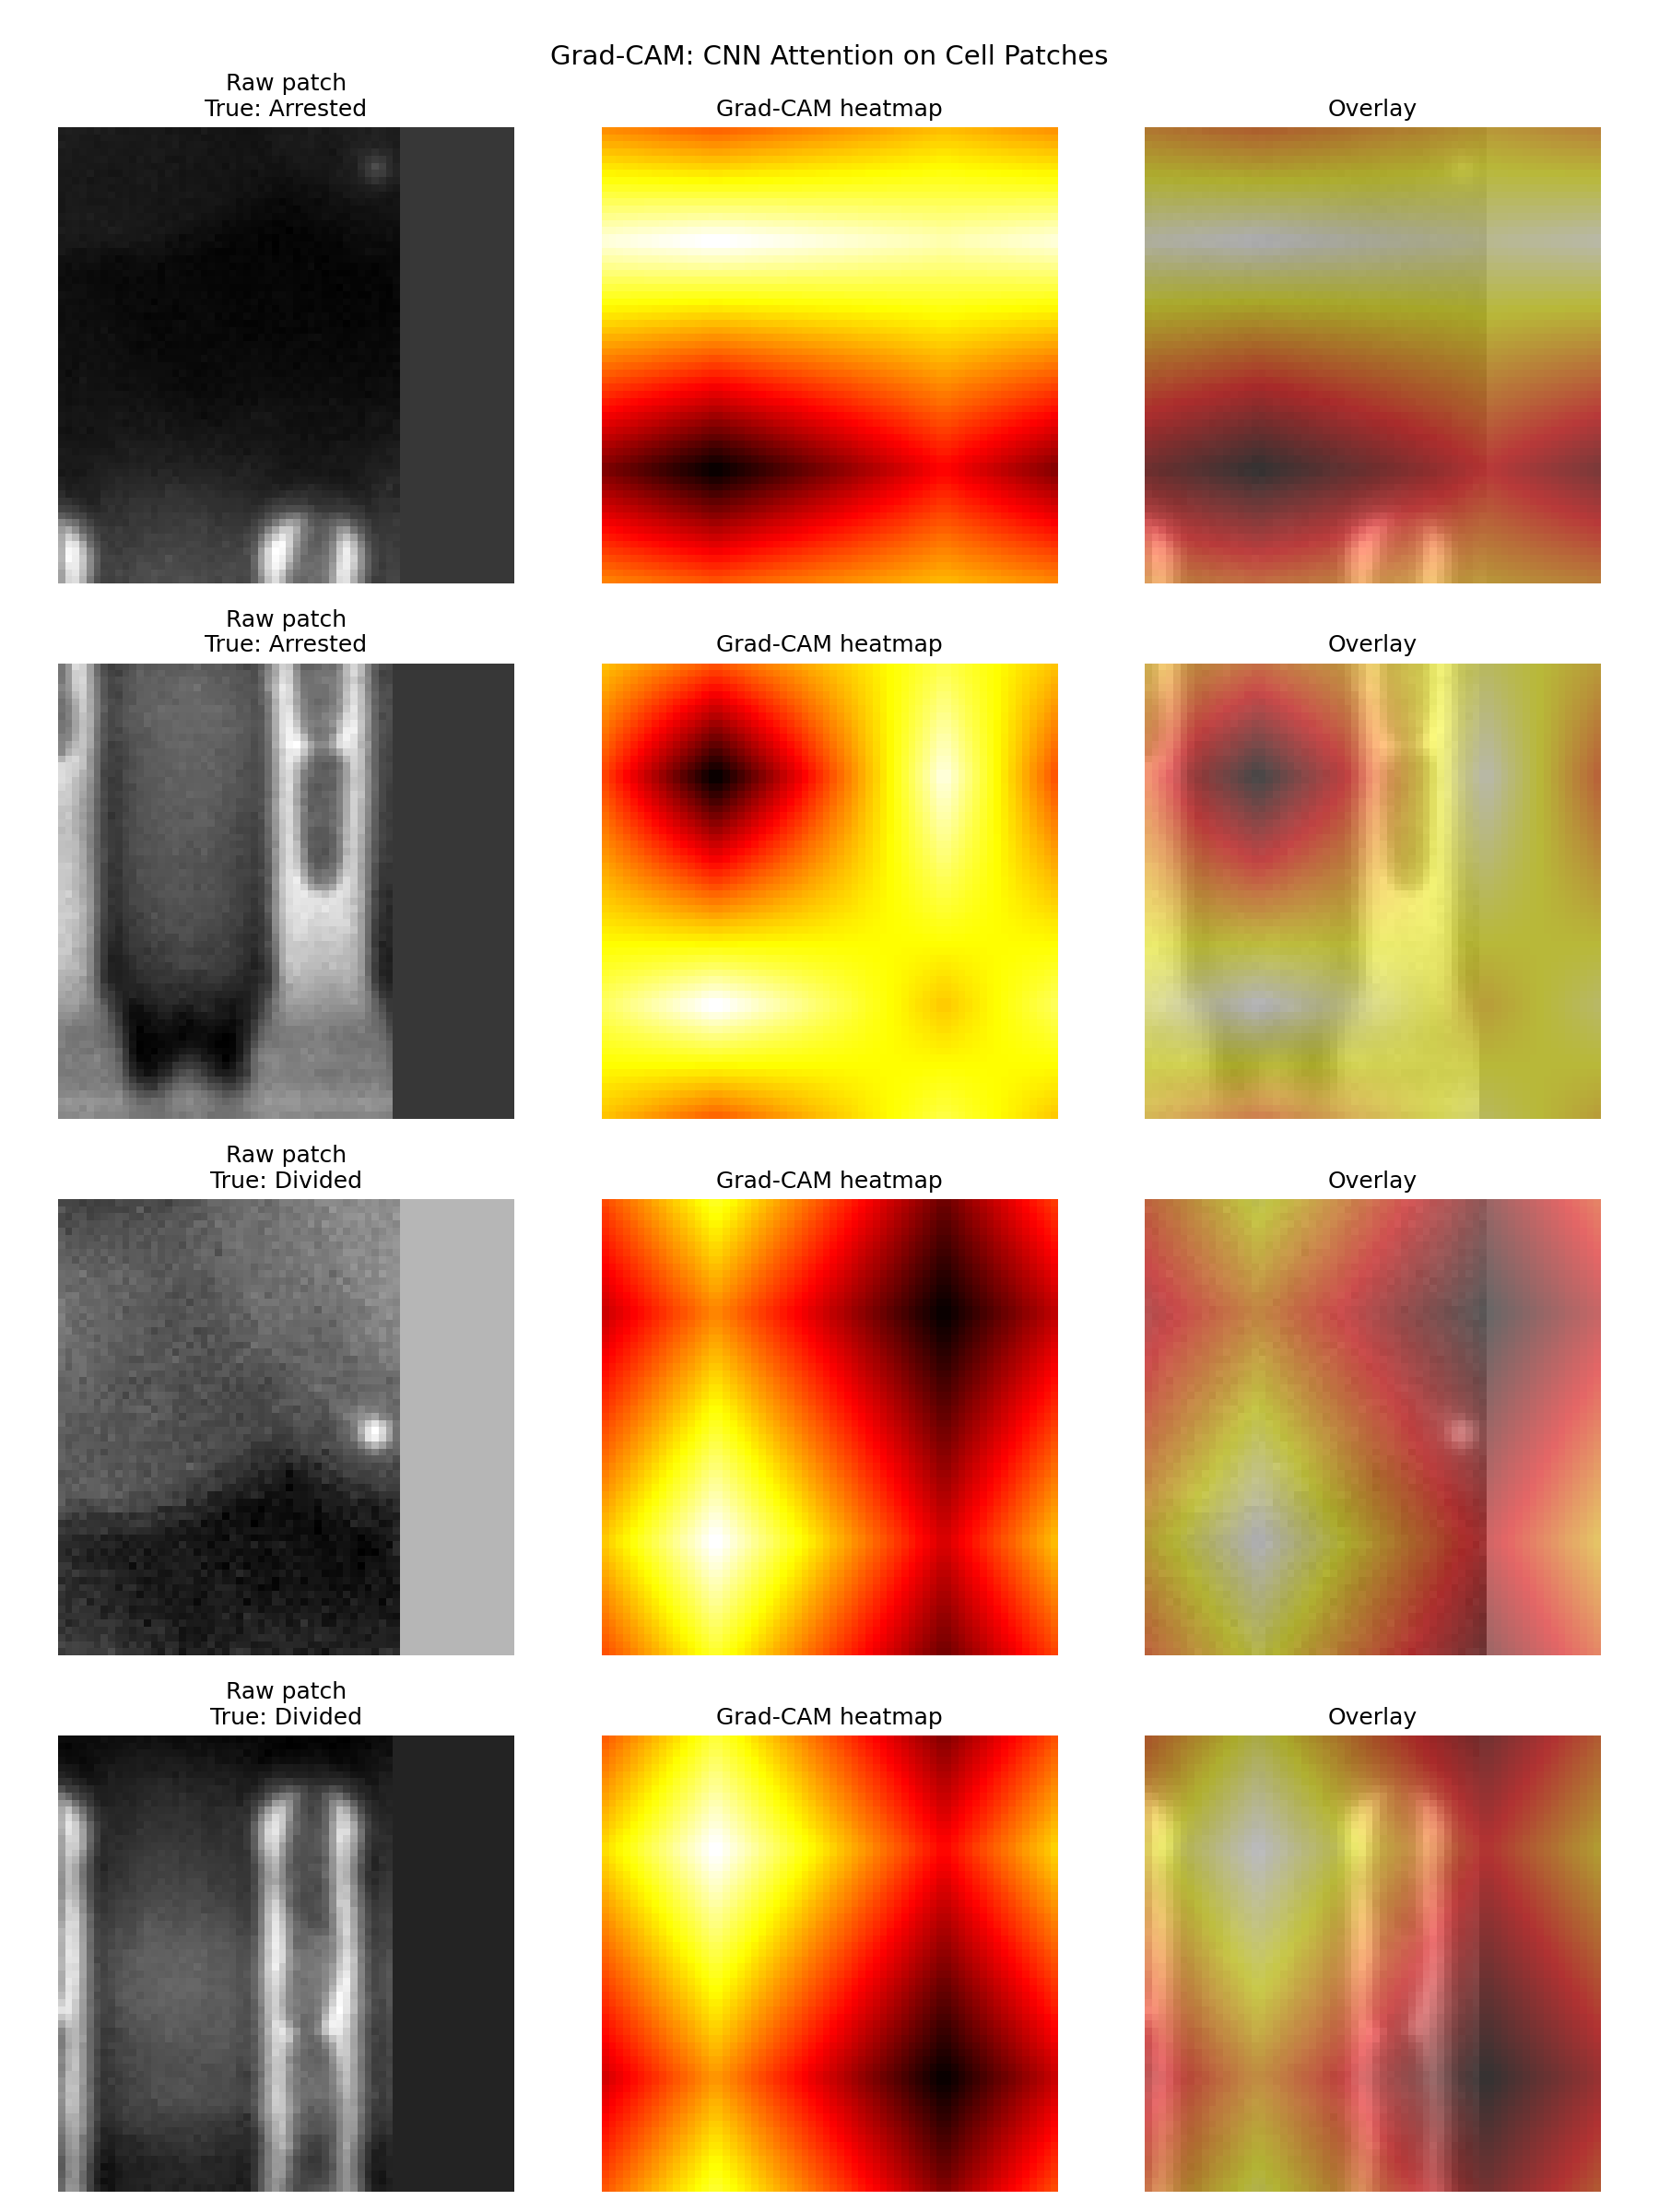 Grad-CAM: CNN Attention on Cell Patches
Raw patch
True: Arrested
Grad-CAM heatmap
Overlay
Raw patch
True: Arrested
Grad-CAM heatmap
Overlay
Raw patch
True: Divided
Grad-CAM heatmap
Overlay
Raw patch
True: Divided
Grad-CAM heatmap
Overlay